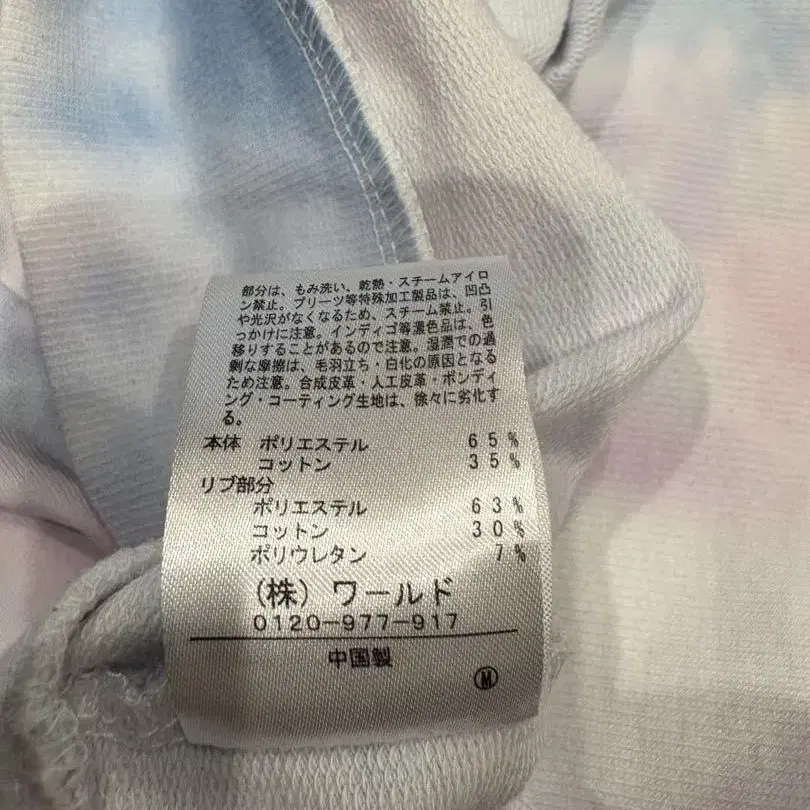 部分は、もみ洗い、乾熱・スチームアイロ
ン禁止。プリーツ等特殊加工製品は、凹凸
や光沢がなくなるため、スチーム禁止。引
っかけに注意。インディゴ等濃色品は、色
移りすることがあるので注意。湿潤での過
剰な摩擦は、毛羽立ち・白化の原因となる
ため注意。合成皮革・人工皮革・ボンディ
ング・コーティング生地は、徐々に劣化す
る。
本体 ポリエステル 65%
コットン 35%
リブ部分
ポリエステル 63%
コットン 30%
ポリウレタン 7%
(株)ワールド
0120-977-917
中国製
Ⓜ